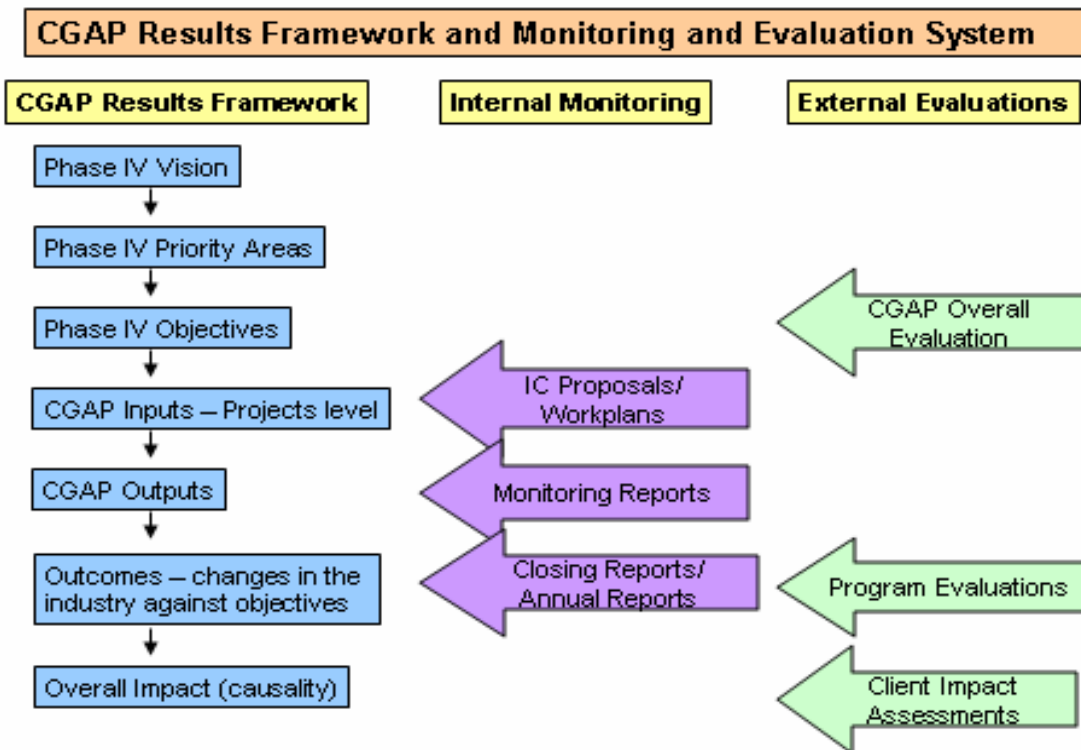 CGAP Results Framework and Monitoring and Evaluation System
CGAP Results Framework
Internal Monitoring
External Evaluations
Phase IV Vision
Phase IV Priority Areas
Phase IV Objectives
CGAP Inputs – Projects level
CGAP Outputs
Outcomes – changes in the
industry against objectives
Overall Impact (causality)
IC Proposals/
Workplans
Monitoring Reports
Closing Reports/
Annual Reports
CGAP Overall
Evaluation
Program Evaluations
Client Impact
Assessments